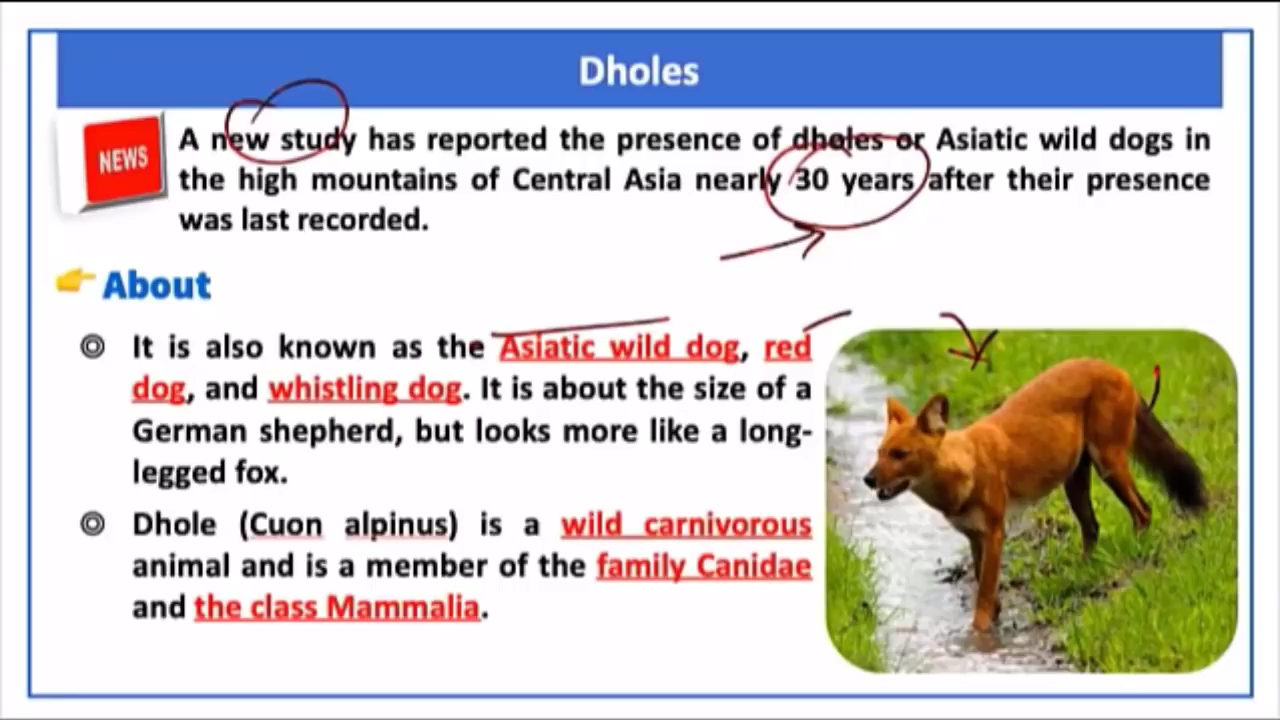 Dholes
NEWS
A new study has reported the presence of dholes or Asiatic wild dogs in
the high mountains of Central Asia nearly 30 years after their presence
was last recorded.
About
It is also known as the Asiatic wild dog, red
dog, and whistling dog. It is about the size of a
German shepherd, but looks more like a long-
legged fox.
Dhole (Cuon alpinus) is a wild carnivorous
animal and is a member of the family Canidae
and the class Mammalia.